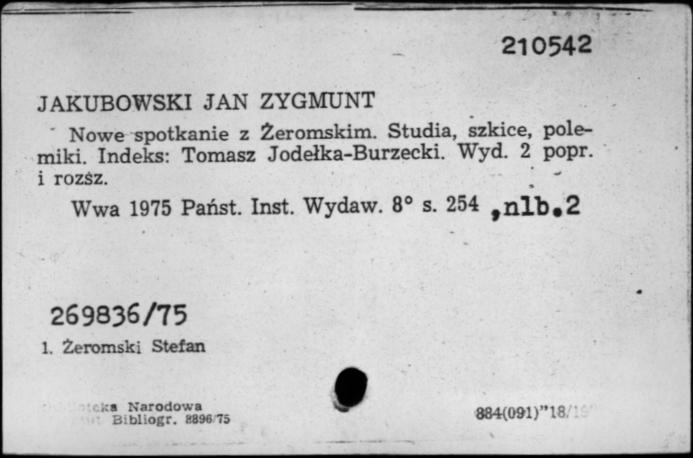 210542
JAKUBOWSKI JAN ZYGMUNT
Nowe spotkanie z Żeromskim. Studia, szkice, pole-
miki. Indeks: Tomasz Jodełka-Burzecki. Wyd. 2 popr.
i rozsz.
Wwa 1975 Państ. Inst. Wydaw. 8° s. 254 ,nlb.2
269836/75
1. Żeromski Stefan
Narodowa
Bibliogr. 8896/75
884(091)"18/19"